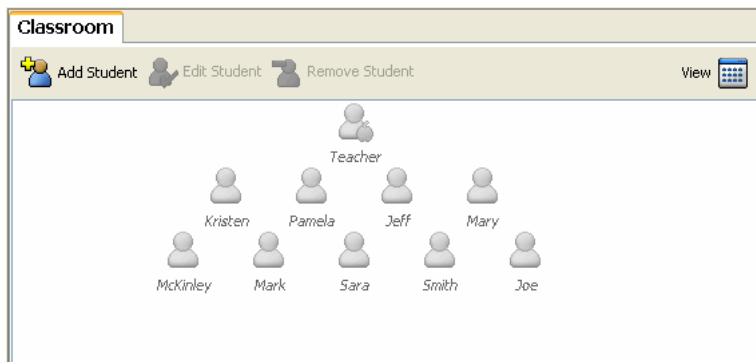 Classroom
Add Student Edit Student Remove Student View
Teacher
Kristen Pamela Jeff Mary
McKinley Mark Sara Smith Joe